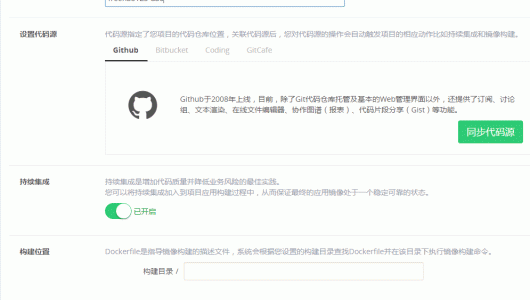 设置代码源
代码源指定了您项目的代码仓库位置，关联代码源后，您对代码源的操作会自动触发项目的相应动作比如持续集成和镜像构建。
Github Bitbucket Coding GitCafe
Github于2008年上线，目前，除了Git代码仓库托管及基本的Web管理界面以外，还提供了订阅、讨论
组、文本渲染、在线文件编辑器、协作图谱（报表）、代码片段分享（Gist）等功能。
同步代码源
持续集成
持续集成是增加代码质量并降低业务风险的最佳实践。
您可以将持续集成加入到项目应用构建过程中，从而保证最终的应用镜像处于一个稳定可靠的状态。
已开启
构建位置
Dockerfile是指导镜像构建的描述文件，系统会根据您设置的构建目录查找Dockerfile并在该目录下执行镜像构建命令。
构建目录 /